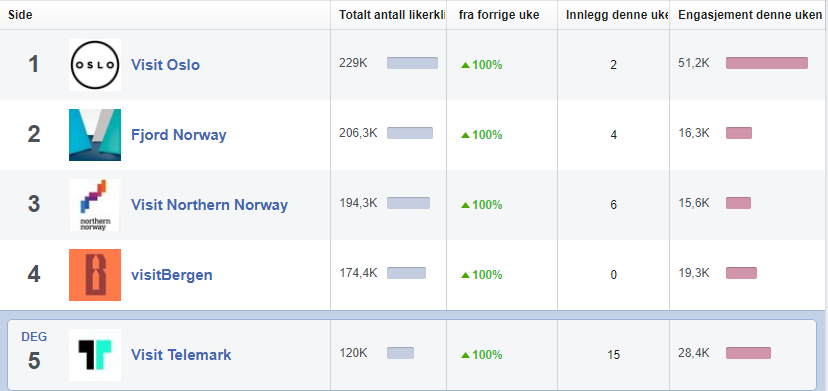 Side Totalt antall likerkli fra forrige uke Innlegg denne uke Engasjement denne uken
1 OSLO Visit Oslo 229K 100% 2 51,2K
2 Fjord Norway 206,3K 100% 4 16,3K
3 northern norway Visit Northern Norway 194,3K 100% 6 15,6K
4 B visitBergen 174,4K 100% 0 19,3K
DEG
5 Visit Telemark 120K 100% 15 28,4K